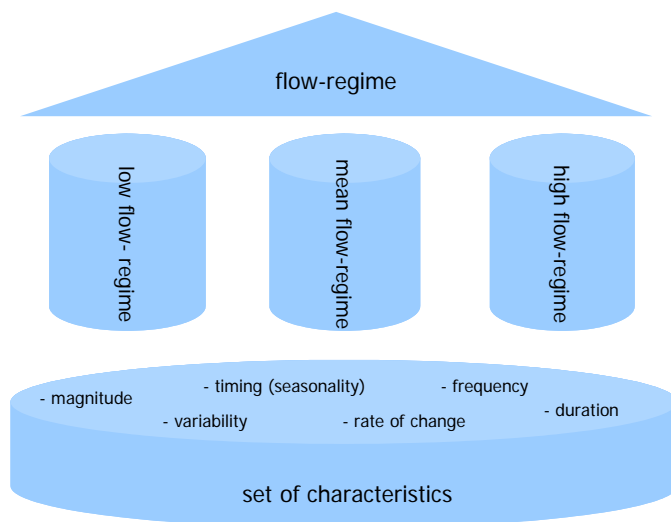 flow-regime
low flow- regime
mean flow-regime
high flow-regime
- timing (seasonality)
- frequency
- magnitude
- duration
- variability
- rate of change
set of characteristics